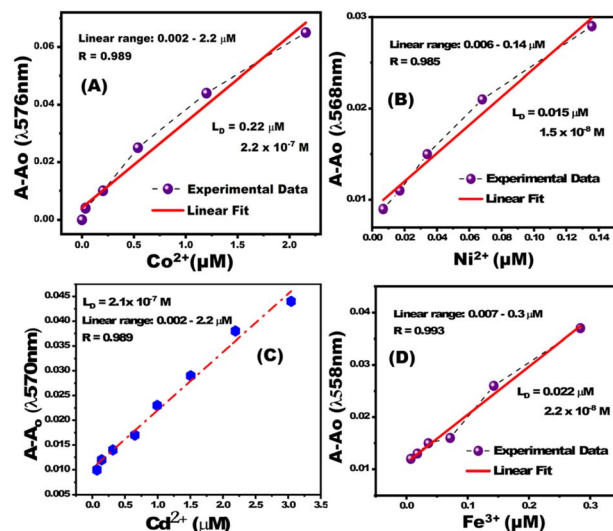 Linear range: 0.002 - 2.2 μM
R = 0.989
(A)
L_D = 0.22 μM
2.2 x 10⁻⁷ M
Experimental Data
Linear Fit
A-Ao (λ576nm)
0.06
0.04
0.02
0.00
0.0 0.5 1.0 1.5 2.0
Co²⁺(μM)
Linear range: 0.006 - 0.14 μM
R = 0.985
(B)
L_D = 0.015 μM
1.5 x 10⁻⁸ M
Experimental Data
Linear Fit
A-Ao (λ568nm)
0.03
0.02
0.01
0.00 0.02 0.04 0.06 0.08 0.10 0.12 0.14
Ni²⁺ (μM)
L_D = 2.1x 10⁻⁷ M
Linear range: 0.002 - 2.2 μM
R = 0.989
(C)
A-A₀ (λ570nm)
0.045
0.040
0.035
0.030
0.025
0.020
0.015
0.010
0.005
0.0 0.5 1.0 1.5 2.0 2.5 3.0 3.5
Cd²⁺ (μM)
Linear range: 0.007 - 0.3 μM
R = 0.993
(D)
L_D = 0.022 μM
2.2 x 10⁻⁸ M
Experimental Data
Linear Fit
A-Ao (λ558nm)
0.04
0.03
0.02
0.01
0.0 0.1 0.2 0.3
Fe³⁺ (μM)